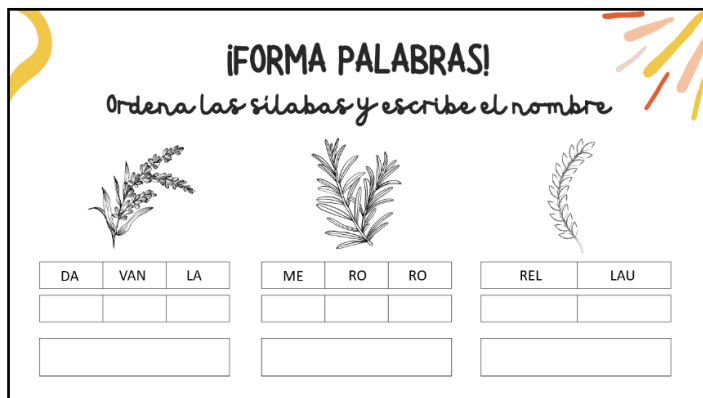 ¡FORMA PALABRAS!
Ordena las sílabas y escribe el nombre
DA VAN LA
ME RO RO
REL LAU